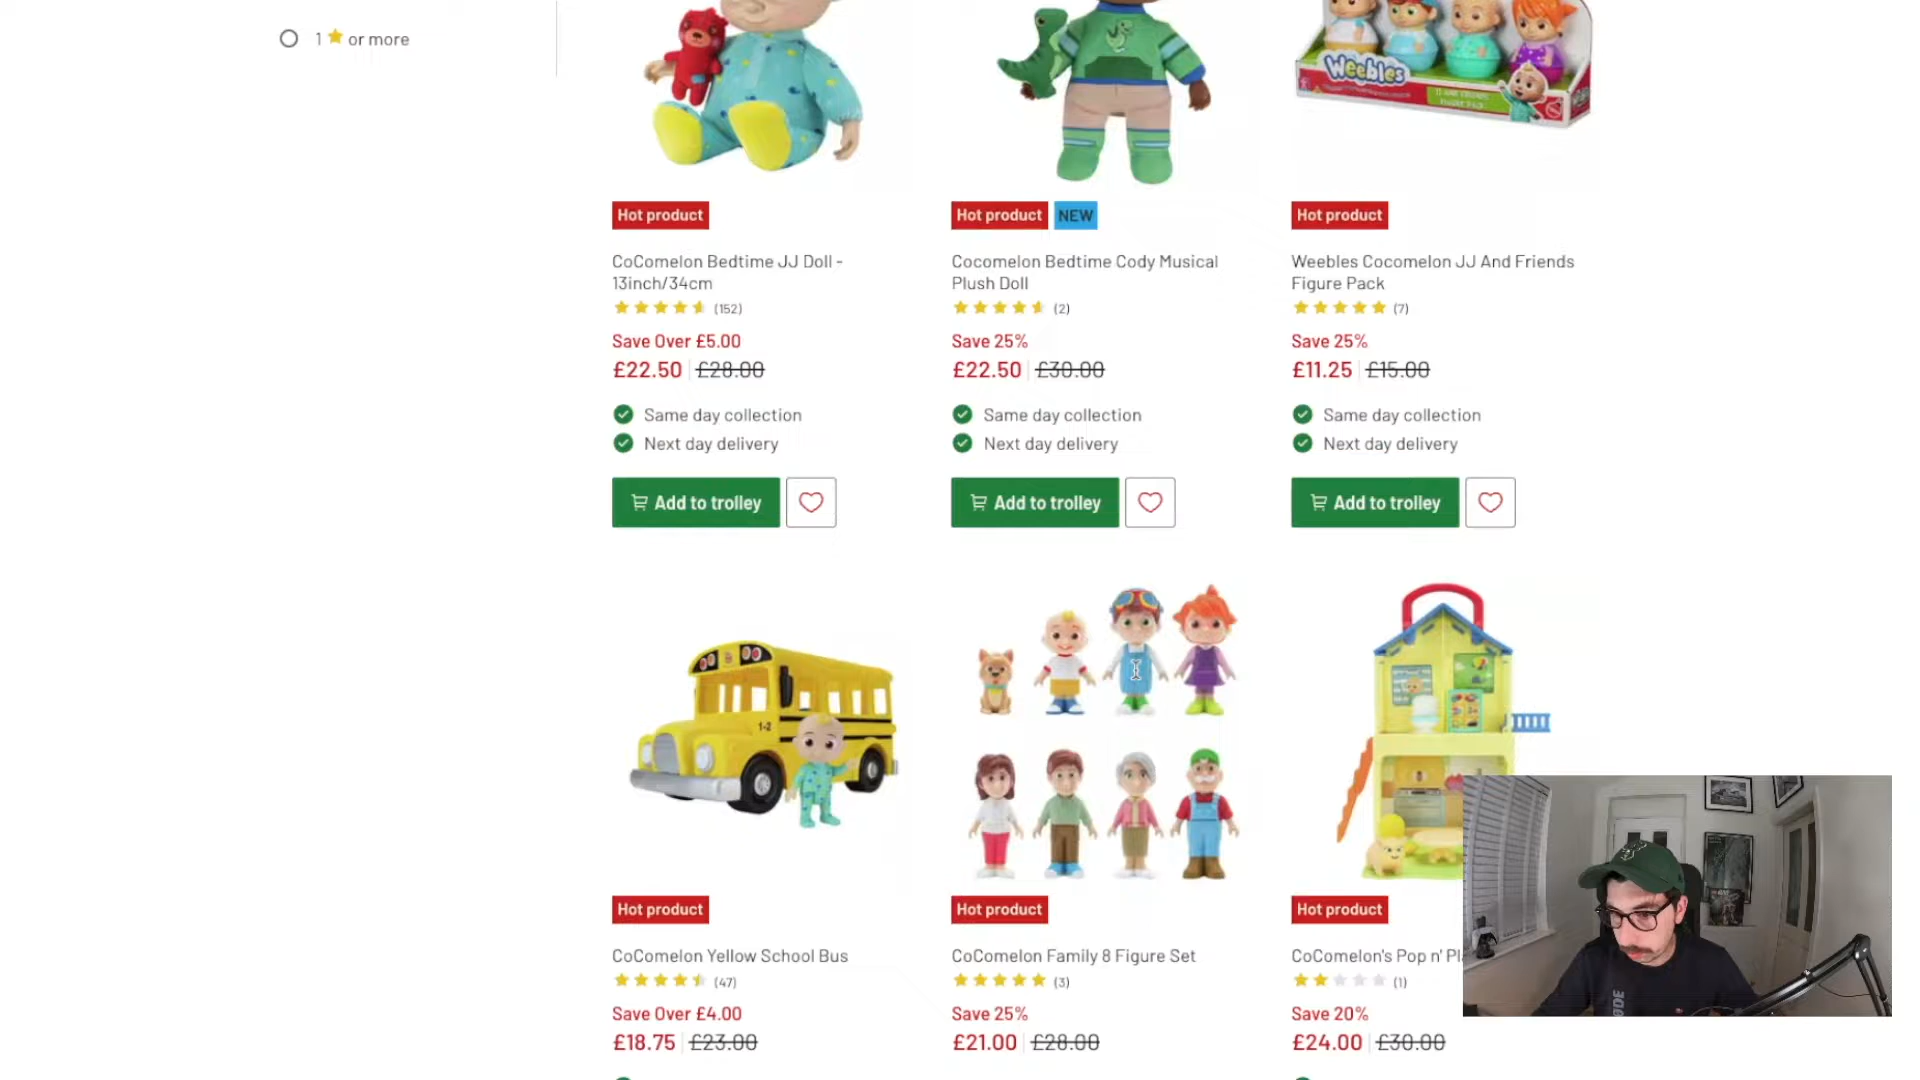 1 or more
Weebles
Hot product
Hot product NEW
Hot product
CoComelon Bedtime JJ Doll -
13inch/34cm
(152)
Save Over £5.00
£22.50 £28.00
Same day collection
Next day delivery
Add to trolley
Cocomelon Bedtime Cody Musical
Plush Doll
(2)
Save 25%
£22.50 £30.00
Same day collection
Next day delivery
Add to trolley
Weebles Cocomelon JJ And Friends
Figure Pack
(7)
Save 25%
£11.25 £15.00
Same day collection
Next day delivery
Add to trolley
1-2
Hot product
CoComelon Yellow School Bus
(47)
Save Over £4.00
£18.75 £23.00
Hot product
CoComelon Family 8 Figure Set
(3)
Save 25%
£21.00 £28.00
Hot product
CoComelon's Pop n' Pl
(1)
Save 20%
£24.00 £30.00